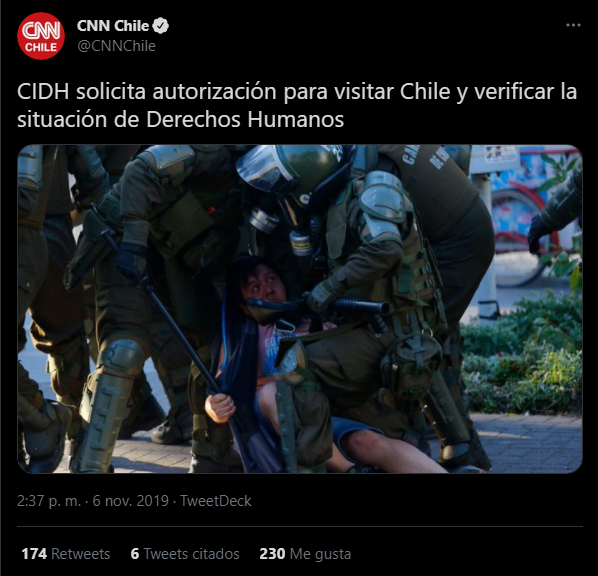 CNN
CHILE
CNN Chile
@CNNChile
CIDH solicita autorización para visitar Chile y verificar la
situación de Derechos Humanos
2:37 p. m. · 6 nov. 2019 · TweetDeck
174 Retweets 6 Tweets citados 230 Me gusta